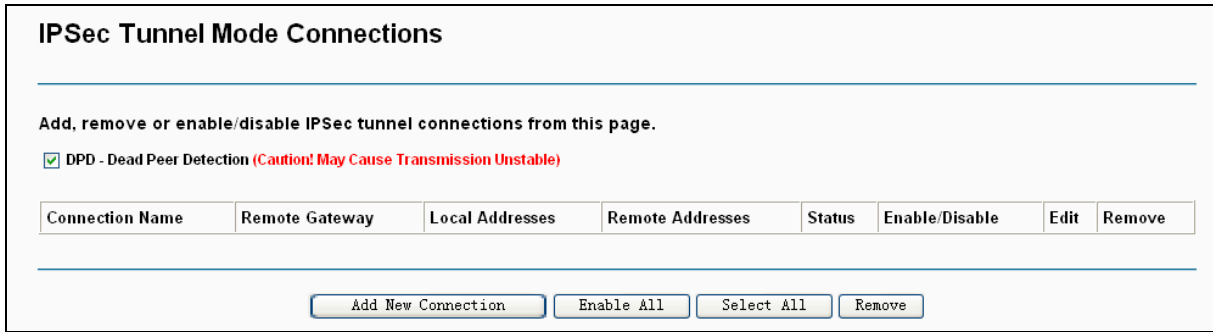 IPSec Tunnel Mode Connections
Add, remove or enable/disable IPSec tunnel connections from this page.
DPD - Dead Peer Detection (Caution! May Cause Transmission Unstable)
Connection Name Remote Gateway Local Addresses Remote Addresses Status Enable/Disable Edit Remove
Add New Connection Enable All Select All Remove